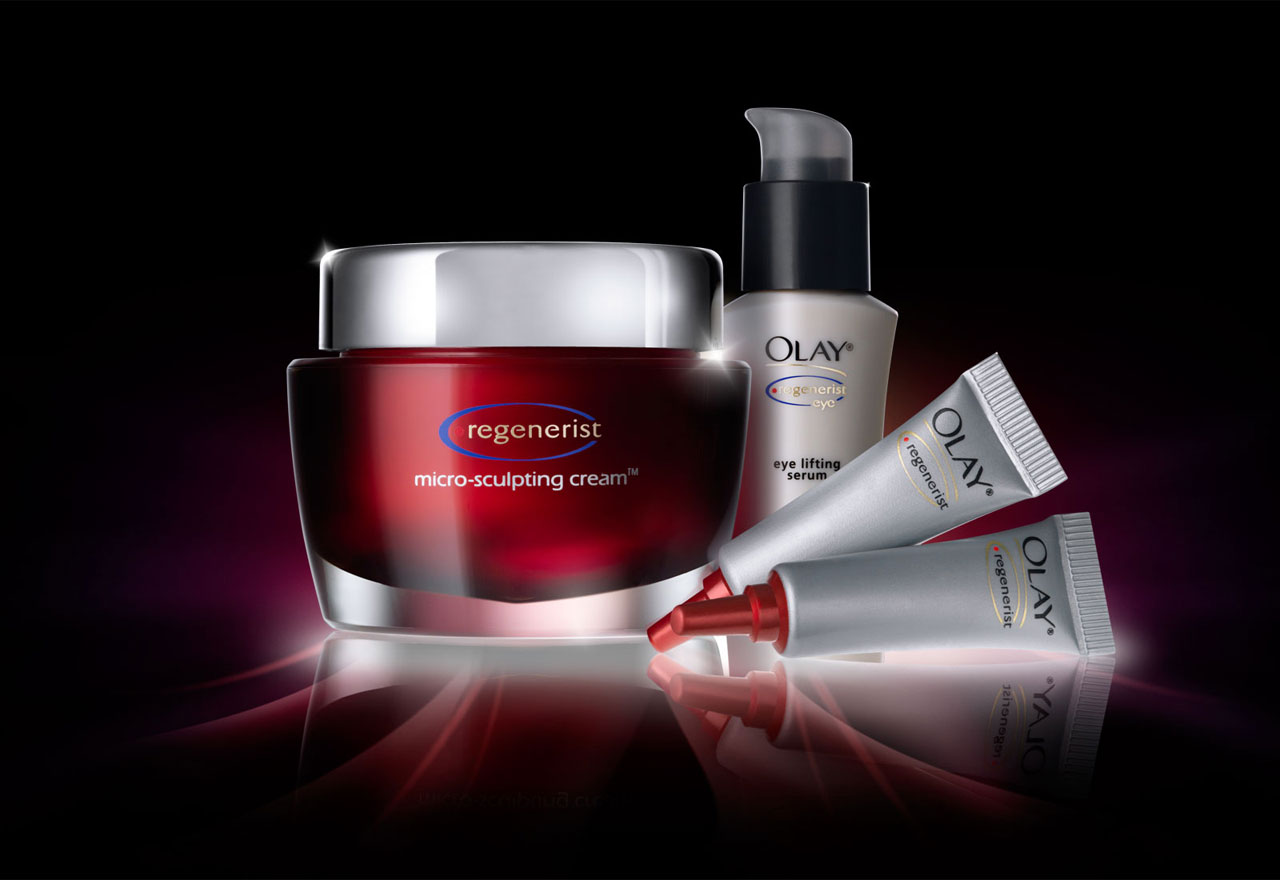 regenerist
micro-sculpting cream™
OLAY®
regenerist
eye
eye lifting
serum
OLAY®
regenerist
OLAY®
regenerist